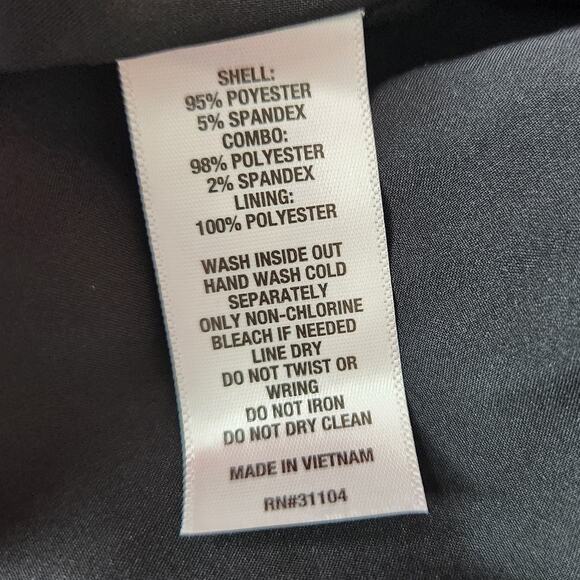 SHELL:
95% POYESTER
5% SPANDEX
COMBO:
98% POLYESTER
2% SPANDEX
LINING:
100% POLYESTER
WASH INSIDE OUT
HAND WASH COLD
SEPARATELY
ONLY NON-CHLORINE
BLEACH IF NEEDED
LINE DRY
DO NOT TWIST OR
WRING
DO NOT IRON
DO NOT DRY CLEAN
MADE IN VIETNAM
RN#31104